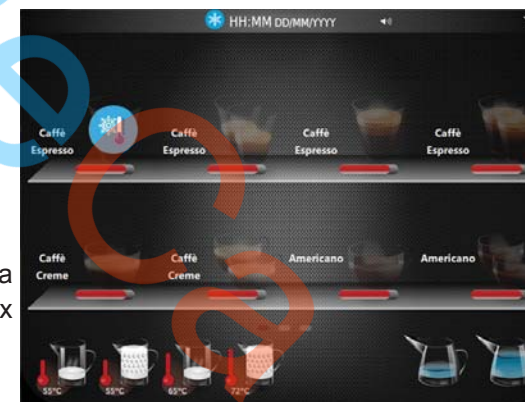 HH:MM DD/MM/YYYY
Caffè Espresso
Caffè Espresso
Caffè Espresso
Caffè Espresso
Caffè Creme
Caffè Creme
Americano
Americano
a
x
55°C
55°C
65°C
72°C